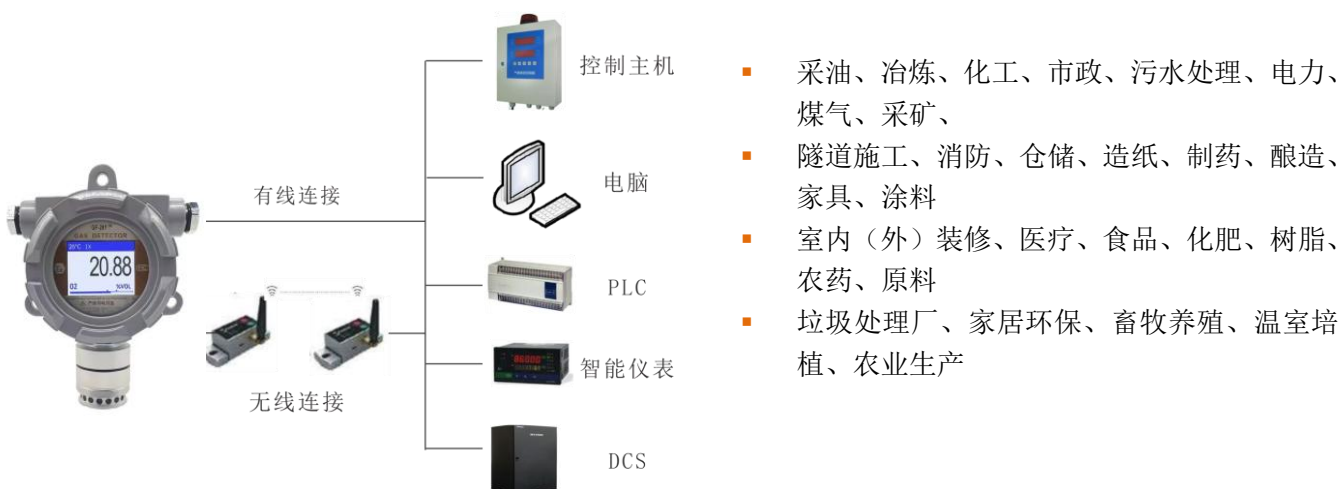 控制主机
电脑
有线连接
GAS DETECTOR
20.88
O2
%VOL
PLC
智能仪表
无线连接
DCS
▪ 采油、冶炼、化工、市政、污水处理、电力、
煤气、采矿、
▪ 隧道施工、消防、仓储、造纸、制药、酿造、
家具、涂料
▪ 室内（外）装修、医疗、食品、化肥、树脂、
农药、原料
▪ 垃圾处理厂、家居环保、畜牧养殖、温室培
植、农业生产